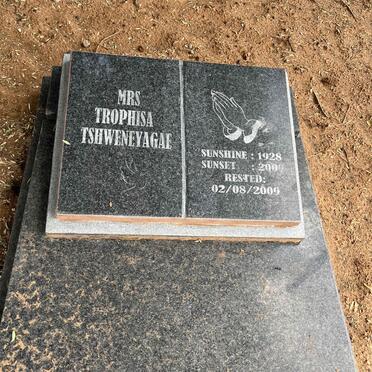 MRS
TROPHISA
TSHWENEYAGAE
SUNSHINE : 1928
SUNSET : 200
RESTED:
02/08/2009